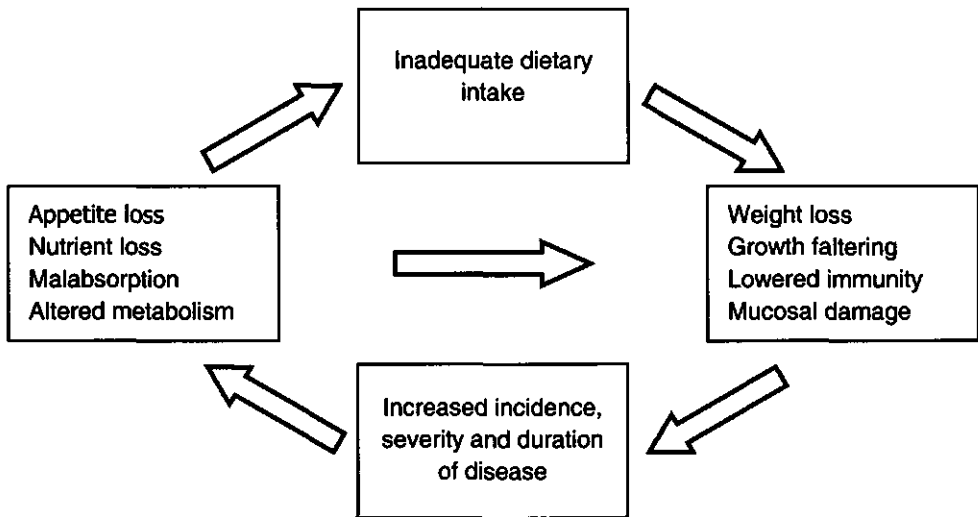 Inadequate dietary
intake
Appetite loss
Nutrient loss
Malabsorption
Altered metabolism
Weight loss
Growth faltering
Lowered immunity
Mucosal damage
Increased incidence,
severity and duration
of disease